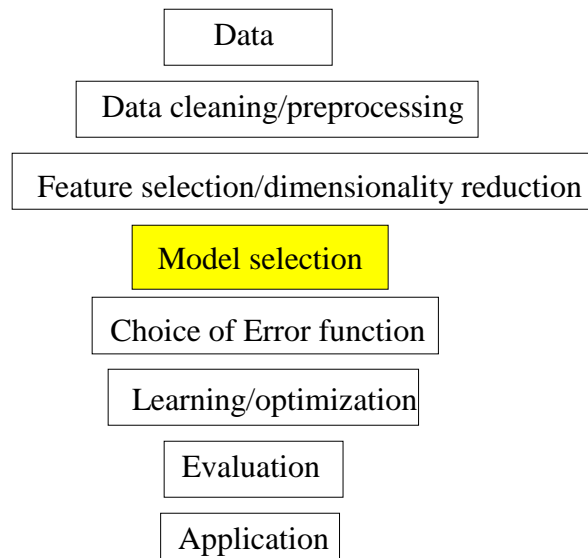 Data
Data cleaning/preprocessing
Feature selection/dimensionality reduction
Model selection
Choice of Error function
Learning/optimization
Evaluation
Application